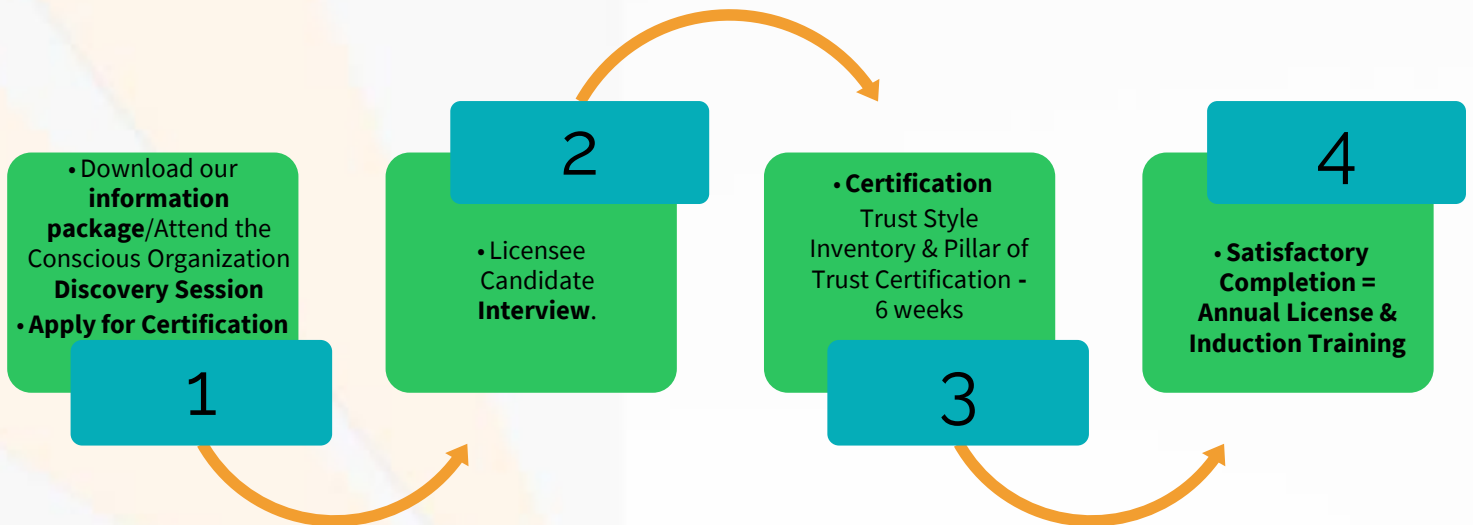 • Download our
information
package/Attend the
Conscious Organization
Discovery Session
• Apply for Certification
1
2
• Licensee
Candidate
Interview.
• Certification
Trust Style
Inventory & Pillar of
Trust Certification -
6 weeks
3
4
• Satisfactory
Completion =
Annual License &
Induction Training